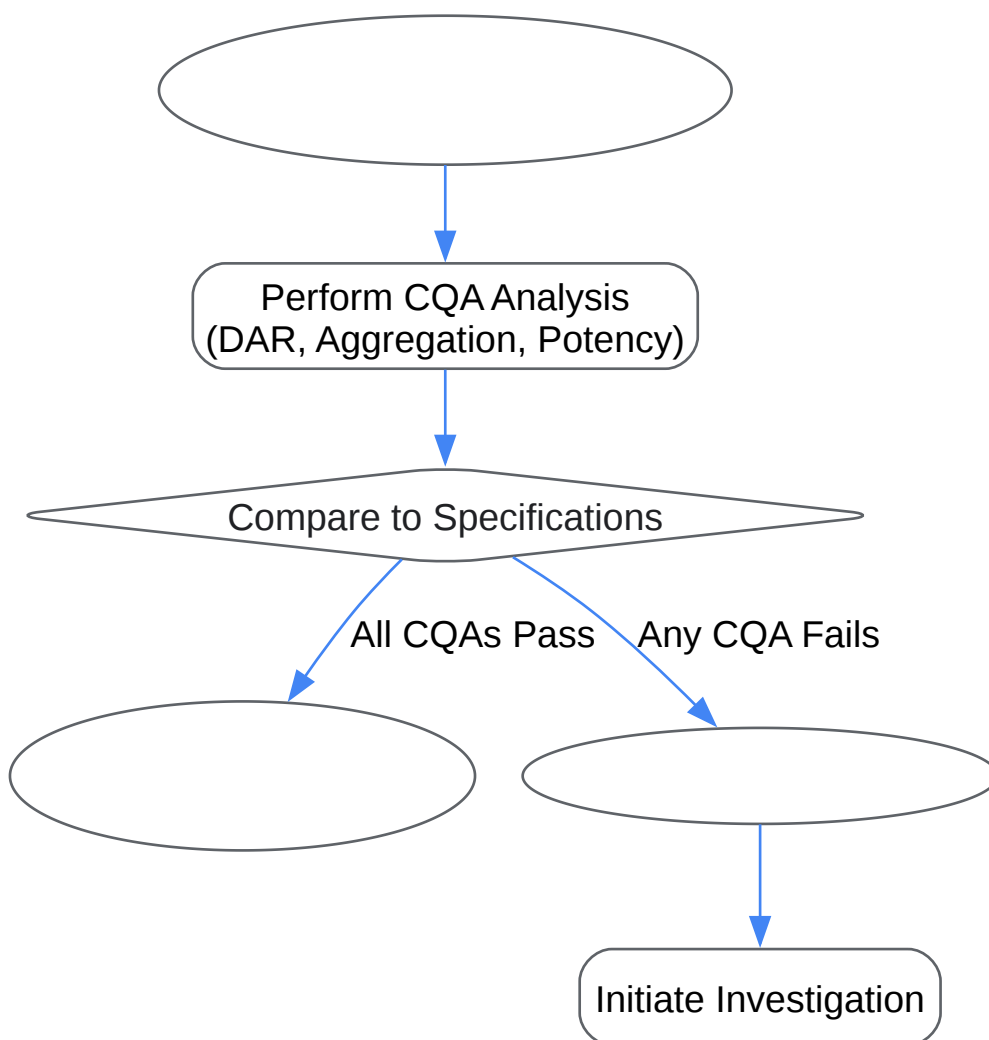 Perform CQA Analysis
(DAR, Aggregation, Potency)
Compare to Specifications
All CQAs Pass
Any CQA Fails
Initiate Investigation